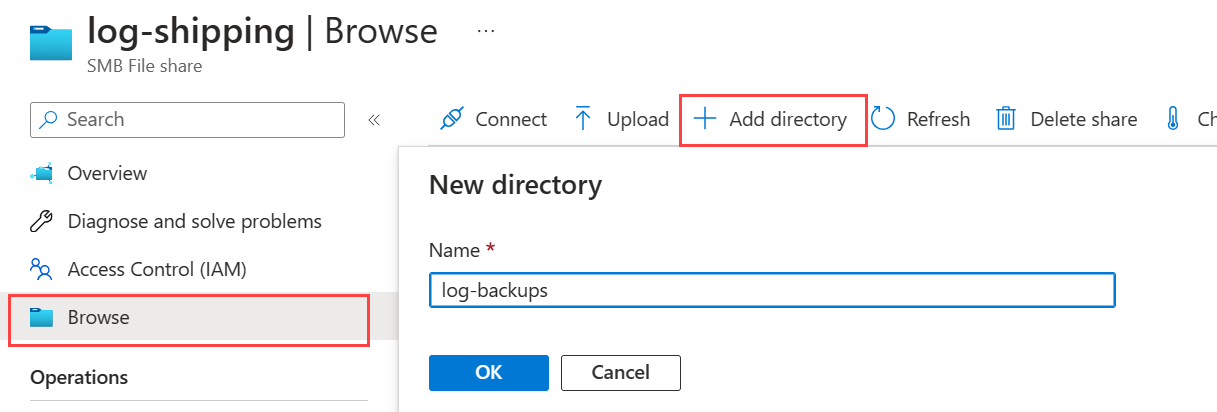 log-shipping | Browse ...
SMB File share
Search «
Connect Upload Add directory Refresh Delete share Ch
Overview
Diagnose and solve problems
Access Control (IAM)
Browse
Operations
New directory
Name *
log-backups
OK Cancel